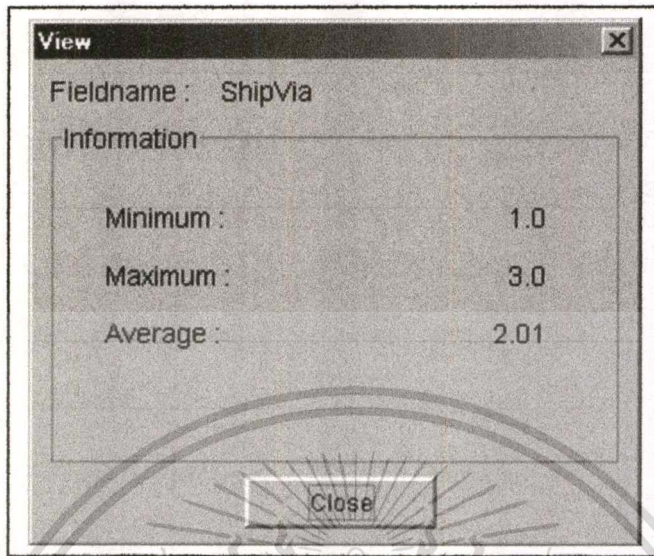 View
Fieldname : ShipVia
Information
Minimum : 1.0
Maximum : 3.0
Average : 2.01
Close